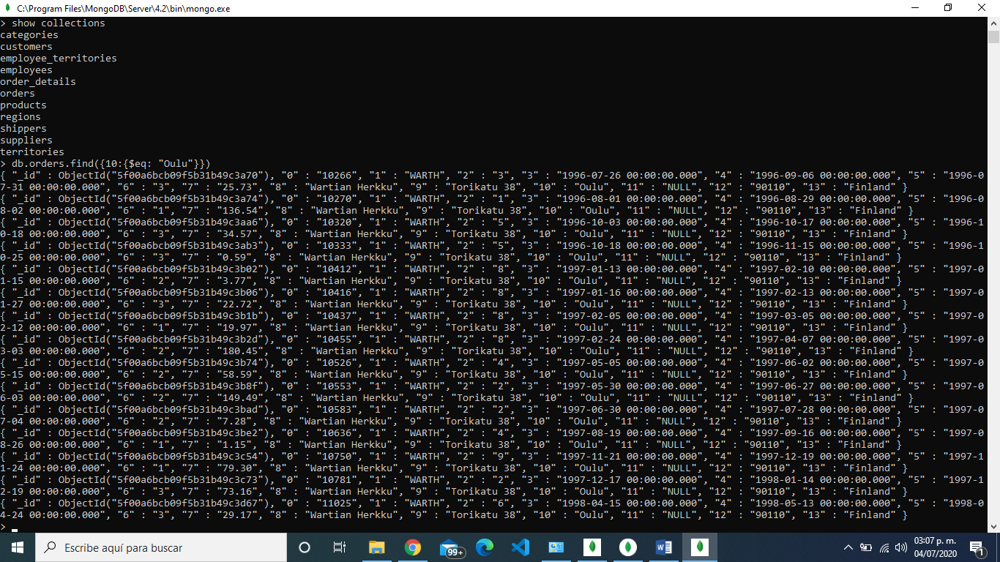 C:\Program Files\MongoDB\Server\4.2\bin\mongo.exe
> show collections
categories
customers
employee_territories
employees
order_details
orders
products
regions
shippers
suppliers
territories
> db.orders.find({10:{$eq: "Oulu"}})
{ "_id" : ObjectId("5f00a6bcb09f5b31b49c3a70"), "0" : "10266", "1" : "WARTH", "2" : "3", "3" : "1996-07-26 00:00:00.000", "4" : "1996-09-06 00:00:00.000", "5" : "1996-0
7-31 00:00:00.000", "6" : "3", "7" : "25.73", "8" : "Wartian Herkku", "9" : "Torikatu 38", "10" : "Oulu", "11" : "NULL", "12" : "90110", "13" : "Finland" }
{ "_id" : ObjectId("5f00a6bcb09f5b31b49c3a74"), "0" : "10270", "1" : "WARTH", "2" : "1", "3" : "1996-08-01 00:00:00.000", "4" : "1996-08-29 00:00:00.000", "5" : "1996-0
8-02 00:00:00.000", "6" : "1", "7" : "136.54", "8" : "Wartian Herkku", "9" : "Torikatu 38", "10" : "Oulu", "11" : "NULL", "12" : "90110", "13" : "Finland" }
{ "_id" : ObjectId("5f00a6bcb09f5b31b49c3aa6"), "0" : "10320", "1" : "WARTH", "2" : "5", "3" : "1996-10-03 00:00:00.000", "4" : "1996-10-17 00:00:00.000", "5" : "1996-1
0-18 00:00:00.000", "6" : "3", "7" : "34.57", "8" : "Wartian Herkku", "9" : "Torikatu 38", "10" : "Oulu", "11" : "NULL", "12" : "90110", "13" : "Finland" }
{ "_id" : ObjectId("5f00a6bcb09f5b31b49c3ab3"), "0" : "10333", "1" : "WARTH", "2" : "5", "3" : "1996-10-18 00:00:00.000", "4" : "1996-11-15 00:00:00.000", "5" : "1996-1
0-25 00:00:00.000", "6" : "3", "7" : "0.59", "8" : "Wartian Herkku", "9" : "Torikatu 38", "10" : "Oulu", "11" : "NULL", "12" : "90110", "13" : "Finland" }
{ "_id" : ObjectId("5f00a6bcb09f5b31b49c3b02"), "0" : "10412", "1" : "WARTH", "2" : "8", "3" : "1997-01-13 00:00:00.000", "4" : "1997-02-10 00:00:00.000", "5" : "1997-0
1-15 00:00:00.000", "6" : "2", "7" : "3.77", "8" : "Wartian Herkku", "9" : "Torikatu 38", "10" : "Oulu", "11" : "NULL", "12" : "90110", "13" : "Finland" }
{ "_id" : ObjectId("5f00a6bcb09f5b31b49c3b06"), "0" : "10416", "1" : "WARTH", "2" : "8", "3" : "1997-01-16 00:00:00.000", "4" : "1997-02-13 00:00:00.000", "5" : "1997-0
1-27 00:00:00.000", "6" : "3", "7" : "22.72", "8" : "Wartian Herkku", "9" : "Torikatu 38", "10" : "Oulu", "11" : "NULL", "12" : "90110", "13" : "Finland" }
{ "_id" : ObjectId("5f00a6bcb09f5b31b49c3b1b"), "0" : "10437", "1" : "WARTH", "2" : "8", "3" : "1997-02-05 00:00:00.000", "4" : "1997-03-05 00:00:00.000", "5" : "1997-0
2-12 00:00:00.000", "6" : "1", "7" : "19.97", "8" : "Wartian Herkku", "9" : "Torikatu 38", "10" : "Oulu", "11" : "NULL", "12" : "90110", "13" : "Finland" }
{ "_id" : ObjectId("5f00a6bcb09f5b31b49c3b2d"), "0" : "10455", "1" : "WARTH", "2" : "8", "3" : "1997-02-24 00:00:00.000", "4" : "1997-04-07 00:00:00.000", "5" : "1997-0
3-03 00:00:00.000", "6" : "2", "7" : "180.45", "8" : "Wartian Herkku", "9" : "Torikatu 38", "10" : "Oulu", "11" : "NULL", "12" : "90110", "13" : "Finland" }
{ "_id" : ObjectId("5f00a6bcb09f5b31b49c3b74"), "0" : "10526", "1" : "WARTH", "2" : "4", "3" : "1997-05-05 00:00:00.000", "4" : "1997-06-02 00:00:00.000", "5" : "1997-0
5-15 00:00:00.000", "6" : "2", "7" : "58.59", "8" : "Wartian Herkku", "9" : "Torikatu 38", "10" : "Oulu", "11" : "NULL", "12" : "90110", "13" : "Finland" }
{ "_id" : ObjectId("5f00a6bcb09f5b31b49c3b8f"), "0" : "10553", "1" : "WARTH", "2" : "2", "3" : "1997-05-30 00:00:00.000", "4" : "1997-06-27 00:00:00.000", "5" : "1997-0
6-03 00:00:00.000", "6" : "2", "7" : "149.49", "8" : "Wartian Herkku", "9" : "Torikatu 38", "10" : "Oulu", "11" : "NULL", "12" : "90110", "13" : "Finland" }
{ "_id" : ObjectId("5f00a6bcb09f5b31b49c3bad"), "0" : "10583", "1" : "WARTH", "2" : "2", "3" : "1997-06-30 00:00:00.000", "4" : "1997-07-28 00:00:00.000", "5" : "1997-0
7-04 00:00:00.000", "6" : "2", "7" : "7.28", "8" : "Wartian Herkku", "9" : "Torikatu 38", "10" : "Oulu", "11" : "NULL", "12" : "90110", "13" : "Finland" }
{ "_id" : ObjectId("5f00a6bcb09f5b31b49c3be2"), "0" : "10636", "1" : "WARTH", "2" : "4", "3" : "1997-08-19 00:00:00.000", "4" : "1997-09-16 00:00:00.000", "5" : "1997-0
8-26 00:00:00.000", "6" : "1", "7" : "1.15", "8" : "Wartian Herkku", "9" : "Torikatu 38", "10" : "Oulu", "11" : "NULL", "12" : "90110", "13" : "Finland" }
{ "_id" : ObjectId("5f00a6bcb09f5b31b49c3c54"), "0" : "10750", "1" : "WARTH", "2" : "9", "3" : "1997-11-21 00:00:00.000", "4" : "1997-12-19 00:00:00.000", "5" : "1997-1
1-24 00:00:00.000", "6" : "1", "7" : "79.30", "8" : "Wartian Herkku", "9" : "Torikatu 38", "10" : "Oulu", "11" : "NULL", "12" : "90110", "13" : "Finland" }
{ "_id" : ObjectId("5f00a6bcb09f5b31b49c3c73"), "0" : "10781", "1" : "WARTH", "2" : "2", "3" : "1997-12-17 00:00:00.000", "4" : "1998-01-14 00:00:00.000", "5" : "1997-1
2-19 00:00:00.000", "6" : "3", "7" : "73.16", "8" : "Wartian Herkku", "9" : "Torikatu 38", "10" : "Oulu", "11" : "NULL", "12" : "90110", "13" : "Finland" }
{ "_id" : ObjectId("5f00a6bcb09f5b31b49c3d67"), "0" : "11025", "1" : "WARTH", "2" : "6", "3" : "1998-04-15 00:00:00.000", "4" : "1998-05-13 00:00:00.000", "5" : "1998-0
4-24 00:00:00.000", "6" : "3", "7" : "29.17", "8" : "Wartian Herkku", "9" : "Torikatu 38", "10" : "Oulu", "11" : "NULL", "12" : "90110", "13" : "Finland" }
>
Escribe aquí para buscar
99+
03:07 p. m.
04/07/2020
1